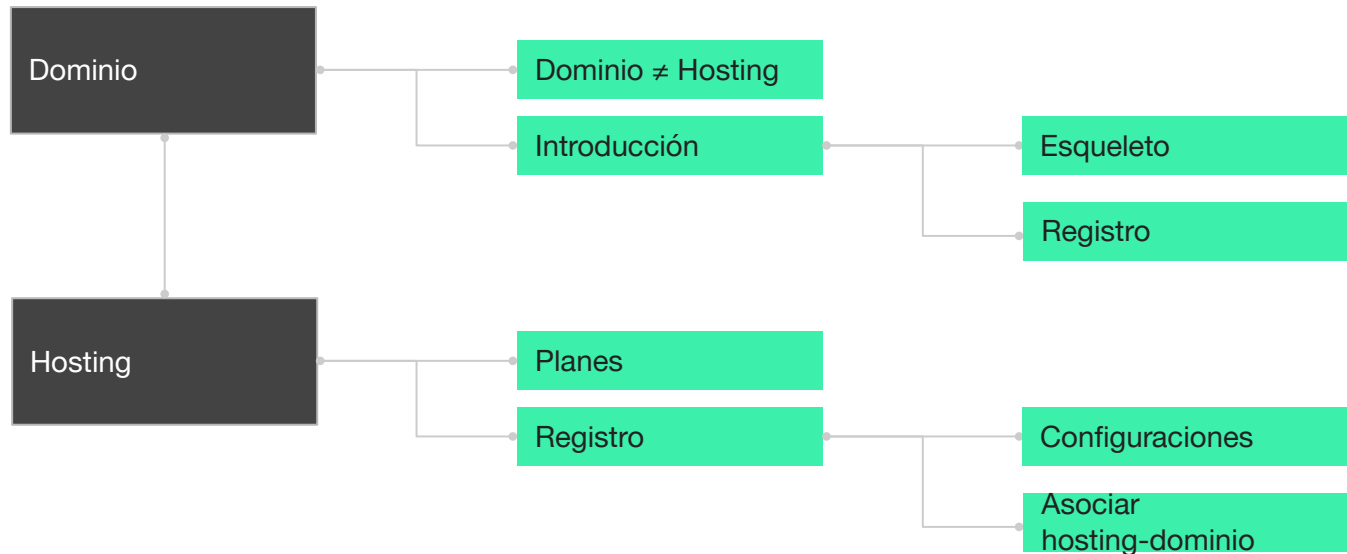 Dominio
Dominio ≠ Hosting
Introducción
Esqueleto
Registro
Hosting
Planes
Registro
Configuraciones
Asociar
hosting-dominio